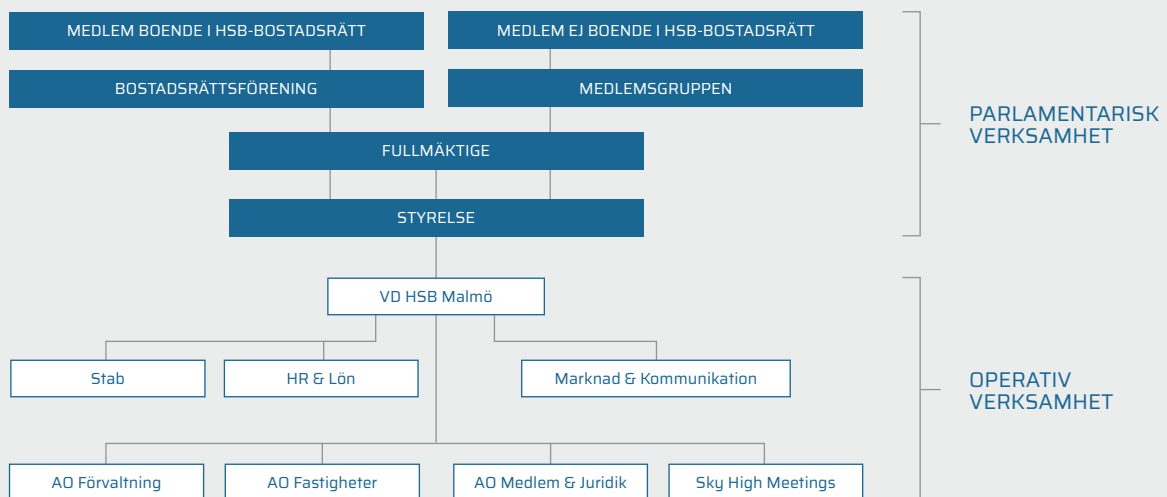 MEDLEM BOENDE I HSB-BOSTADSRÄTT
MEDLEM EJ BOENDE I HSB-BOSTADSRÄTT
BOSTADSRÄTTSFÖRENING
MEDLEMSGRUPPEN
PARLAMENTARISK
VERKSAMHET
FULLMÄKTIGE
STYRELSE
VD HSB Malmö
Stab
HR & Lön
Marknad & Kommunikation
OPERATIV
VERKSAMHET
AO Förvaltning
AO Fastigheter
AO Medlem & Juridik
Sky High Meetings